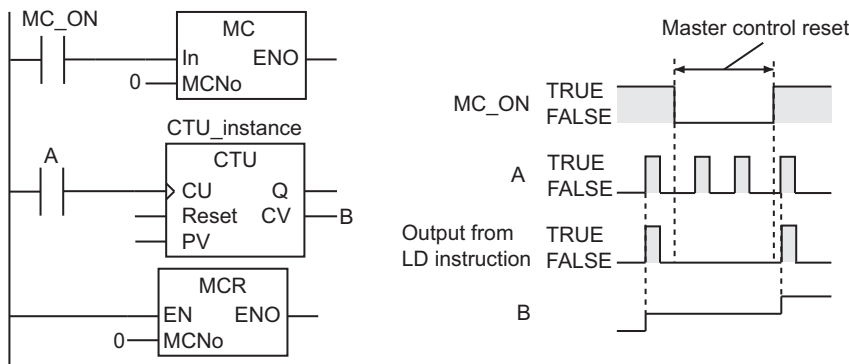 MC_ON
MC
In ENO
0 MCNo
CTU_instance
A
CTU
CU Q
Reset CV B
PV
MCR
EN ENO
0 MCNo
Master control reset
MC_ON TRUE
FALSE
A TRUE
FALSE
Output from
LD instruction
TRUE
FALSE
B